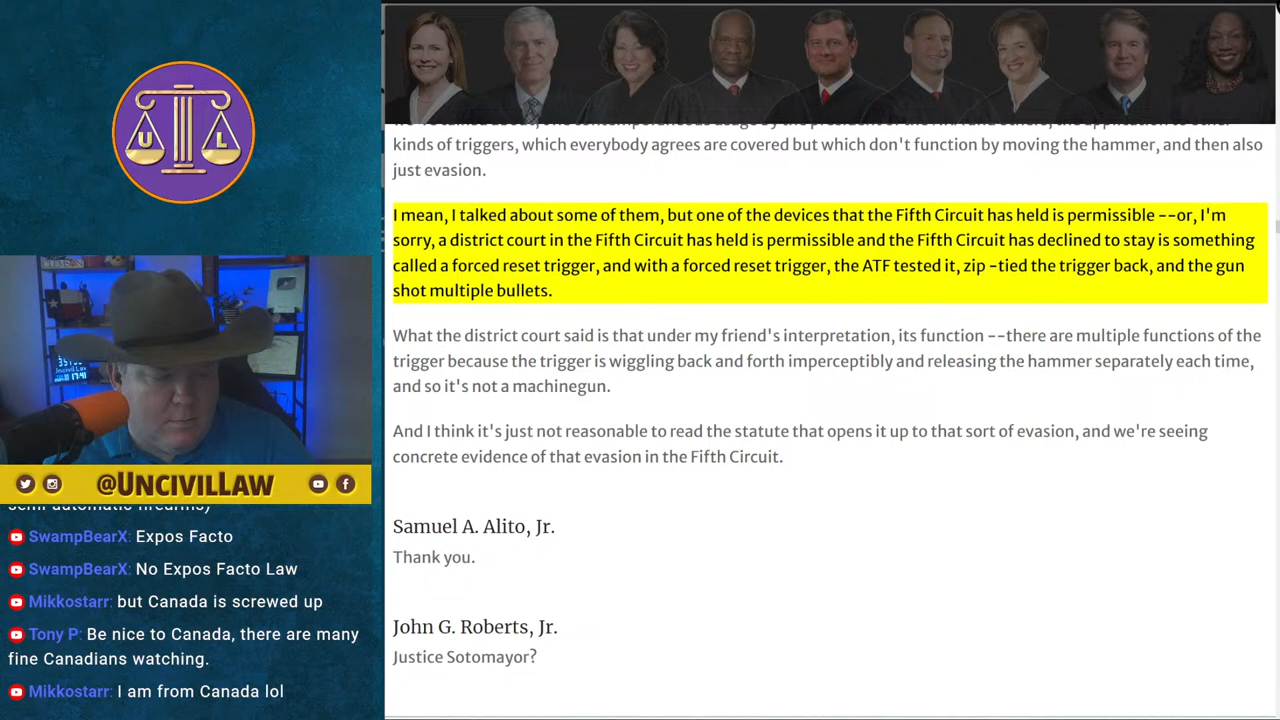 U L
kinds of triggers, which everybody agrees are covered but which don't function by moving the hammer, and then also
just evasion.
I mean, I talked about some of them, but one of the devices that the Fifth Circuit has held is permissible --or, I'm
sorry, a district court in the Fifth Circuit has held is permissible and the Fifth Circuit has declined to stay is something
called a forced reset trigger, and with a forced reset trigger, the ATF tested it, zip -tied the trigger back, and the gun
shot multiple bullets.
What the district court said is that under my friend's interpretation, its function --there are multiple functions of the
trigger because the trigger is wiggling back and forth imperceptibly and releasing the hammer separately each time,
and so it's not a machinegun.
And I think it's just not reasonable to read the statute that opens it up to that sort of evasion, and we're seeing
concrete evidence of that evasion in the Fifth Circuit.
Samuel A. Alito, Jr.
Thank you.
John G. Roberts, Jr.
Justice Sotomayor?
@UNCIVILLAW
SwampBearX: Expos Facto
SwampBearX: No Expos Facto Law
Mikkostarr: but Canada is screwed up
Tony P: Be nice to Canada, there are many
fine Canadians watching.
Mikkostarr: I am from Canada lol